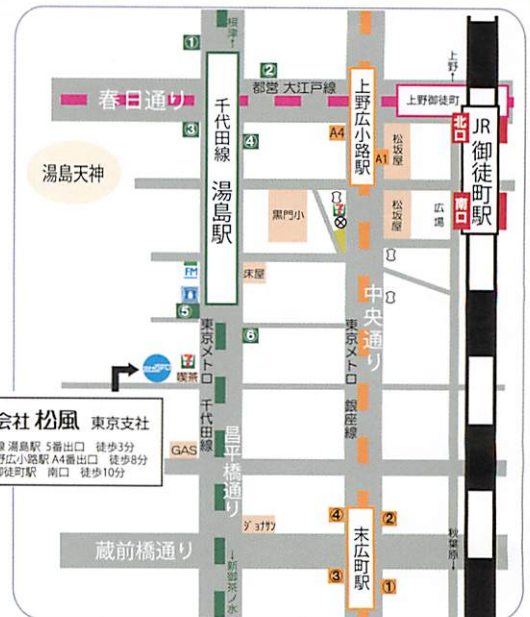 根津→
①
②
都営 大江戸線
上野→
春日通り
上野広小路駅
上野御徒町
千代田線 湯島駅
③
④
A4
A1
松坂屋
北口
JR 御徒町駅
湯島天神
黒門小
7
松坂屋
広場
南口
FM
床屋
⑤
中央通り
⑥
東京メトロ 千代田線
東京メトロ 銀座線
7
喫茶
会社 松風 東京支社
湯島駅 5番出口 徒歩3分
野広小路駅 A4番出口 徒歩8分
御徒町駅 南口 徒歩10分
GAS
昌平橋通り
ジョナサン
④
②
末広町駅
蔵前橋通り
③
①
←新御茶ノ水
秋葉原→